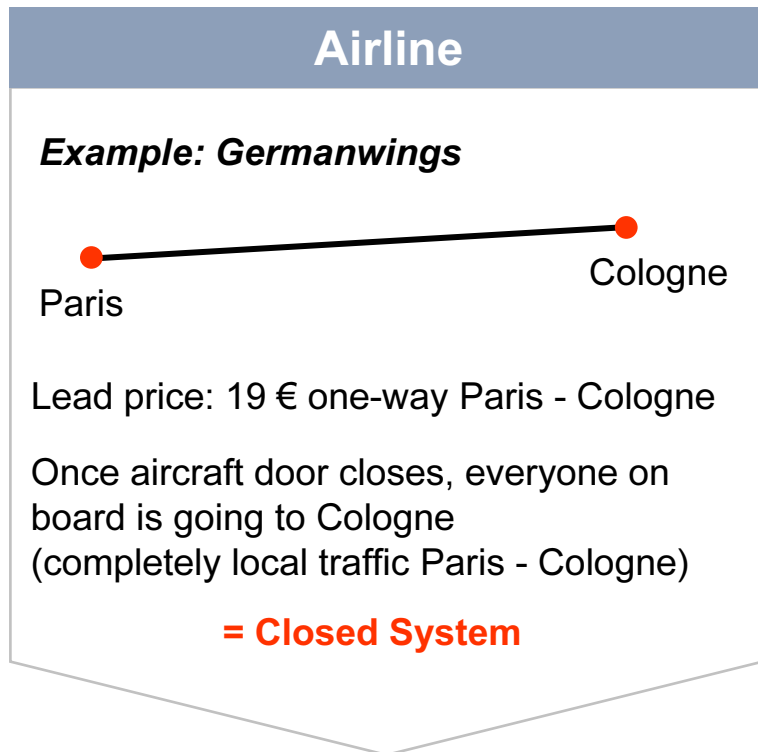 Airline
Example: Germanwings
Cologne
Paris
Lead price: 19 € one-way Paris - Cologne
Once aircraft door closes, everyone on
board is going to Cologne
(completely local traffic Paris - Cologne)
= Closed System